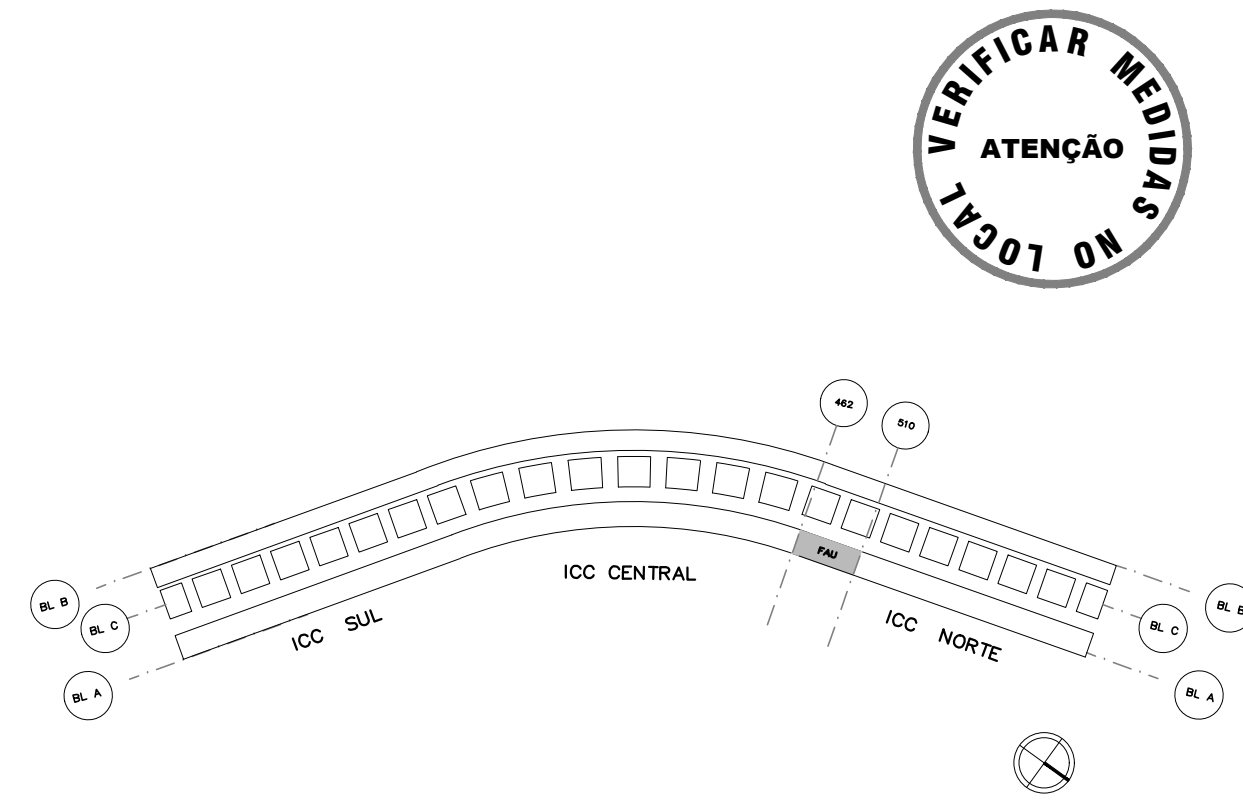 VERIFICAR MEDIDAS NO LOCAL
ATENÇÃO
462
510
FAU
ICC CENTRAL
BL B
BL C
BL A
ICC SUL
ICC NORTE
BL B
BL C
BL A